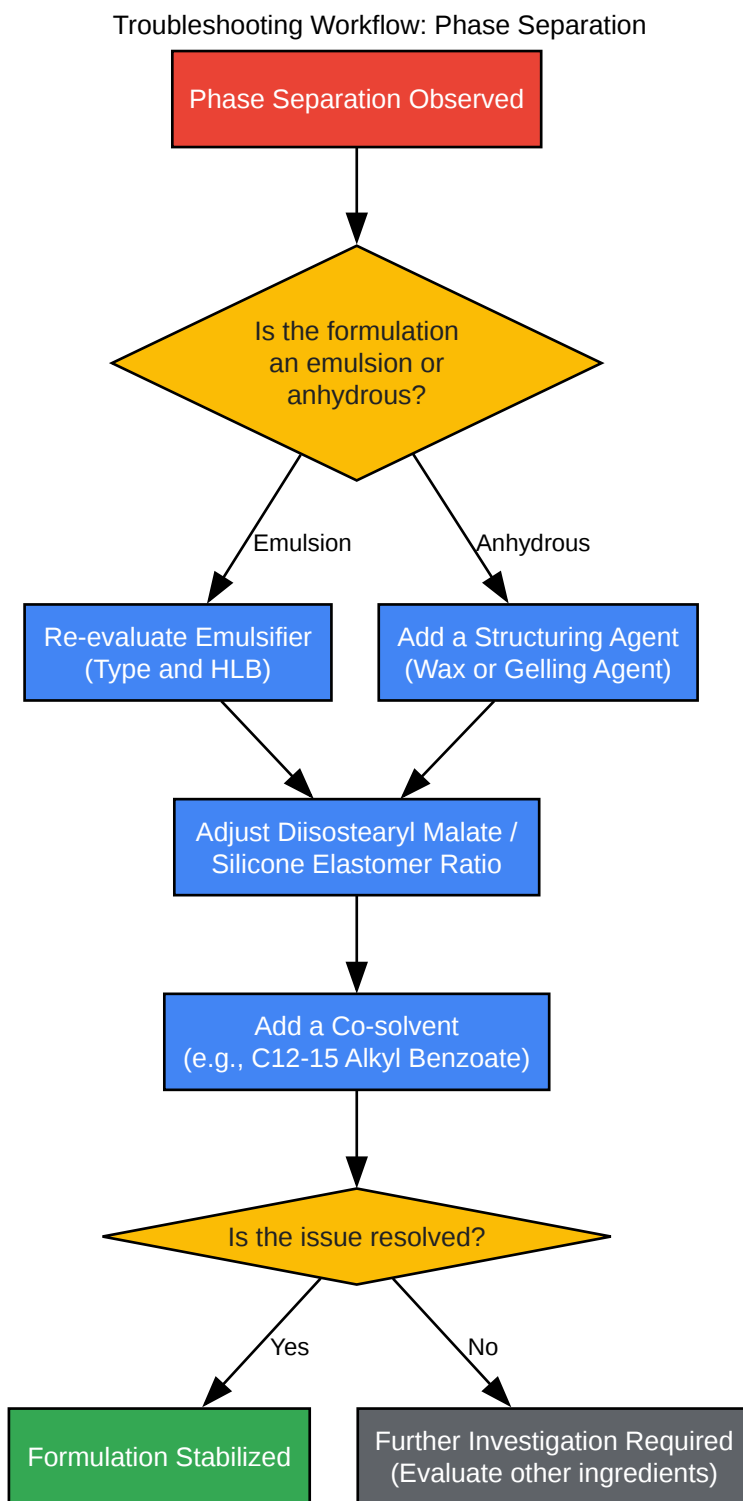 Troubleshooting Workflow: Phase Separation
Phase Separation Observed
Is the formulation
an emulsion or
anhydrous?
Emulsion
Anhydrous
Re-evaluate Emulsifier
(Type and HLB)
Add a Structuring Agent
(Wax or Gelling Agent)
Adjust Diisostearyl Malate /
Silicone Elastomer Ratio
Add a Co-solvent
(e.g., C12-15 Alkyl Benzoate)
Is the issue resolved?
Yes
No
Formulation Stabilized
Further Investigation Required
(Evaluate other ingredients)